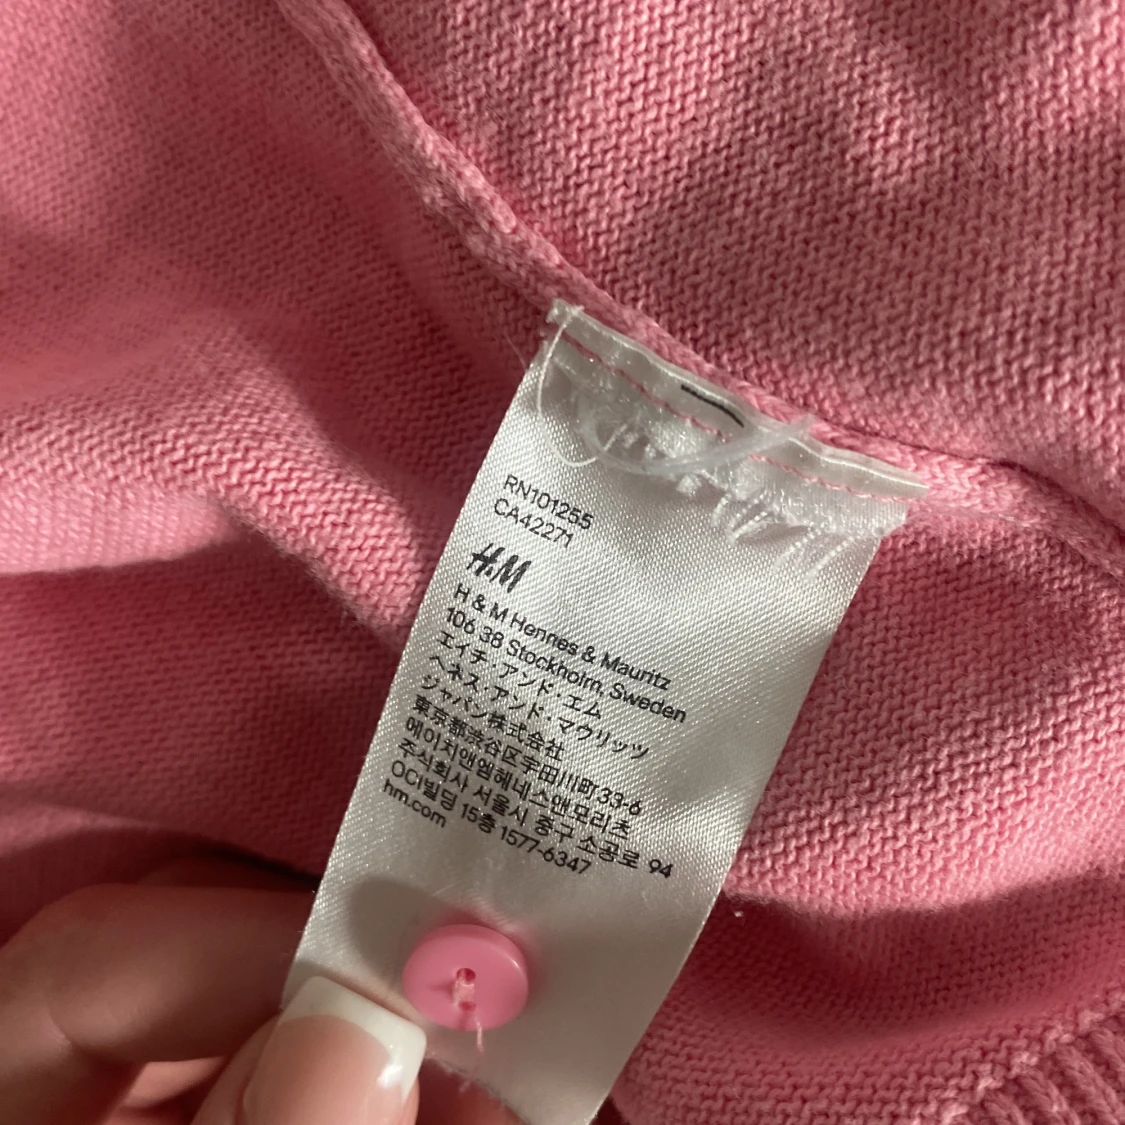 RN101255
CA42271
H&M
H & M Hennes & Mauritz
106 38 Stockholm, Sweden
エイチ・アンド・エム
ヘネス・アンド・マウリッツ
ジャパン株式会社
東京都渋谷区宇田川町33-6
에이치앤엠헤네스앤모리츠
주식회사 서울시 중구 소공로 94
OCI빌딩 15층 1577-6347
hm.com